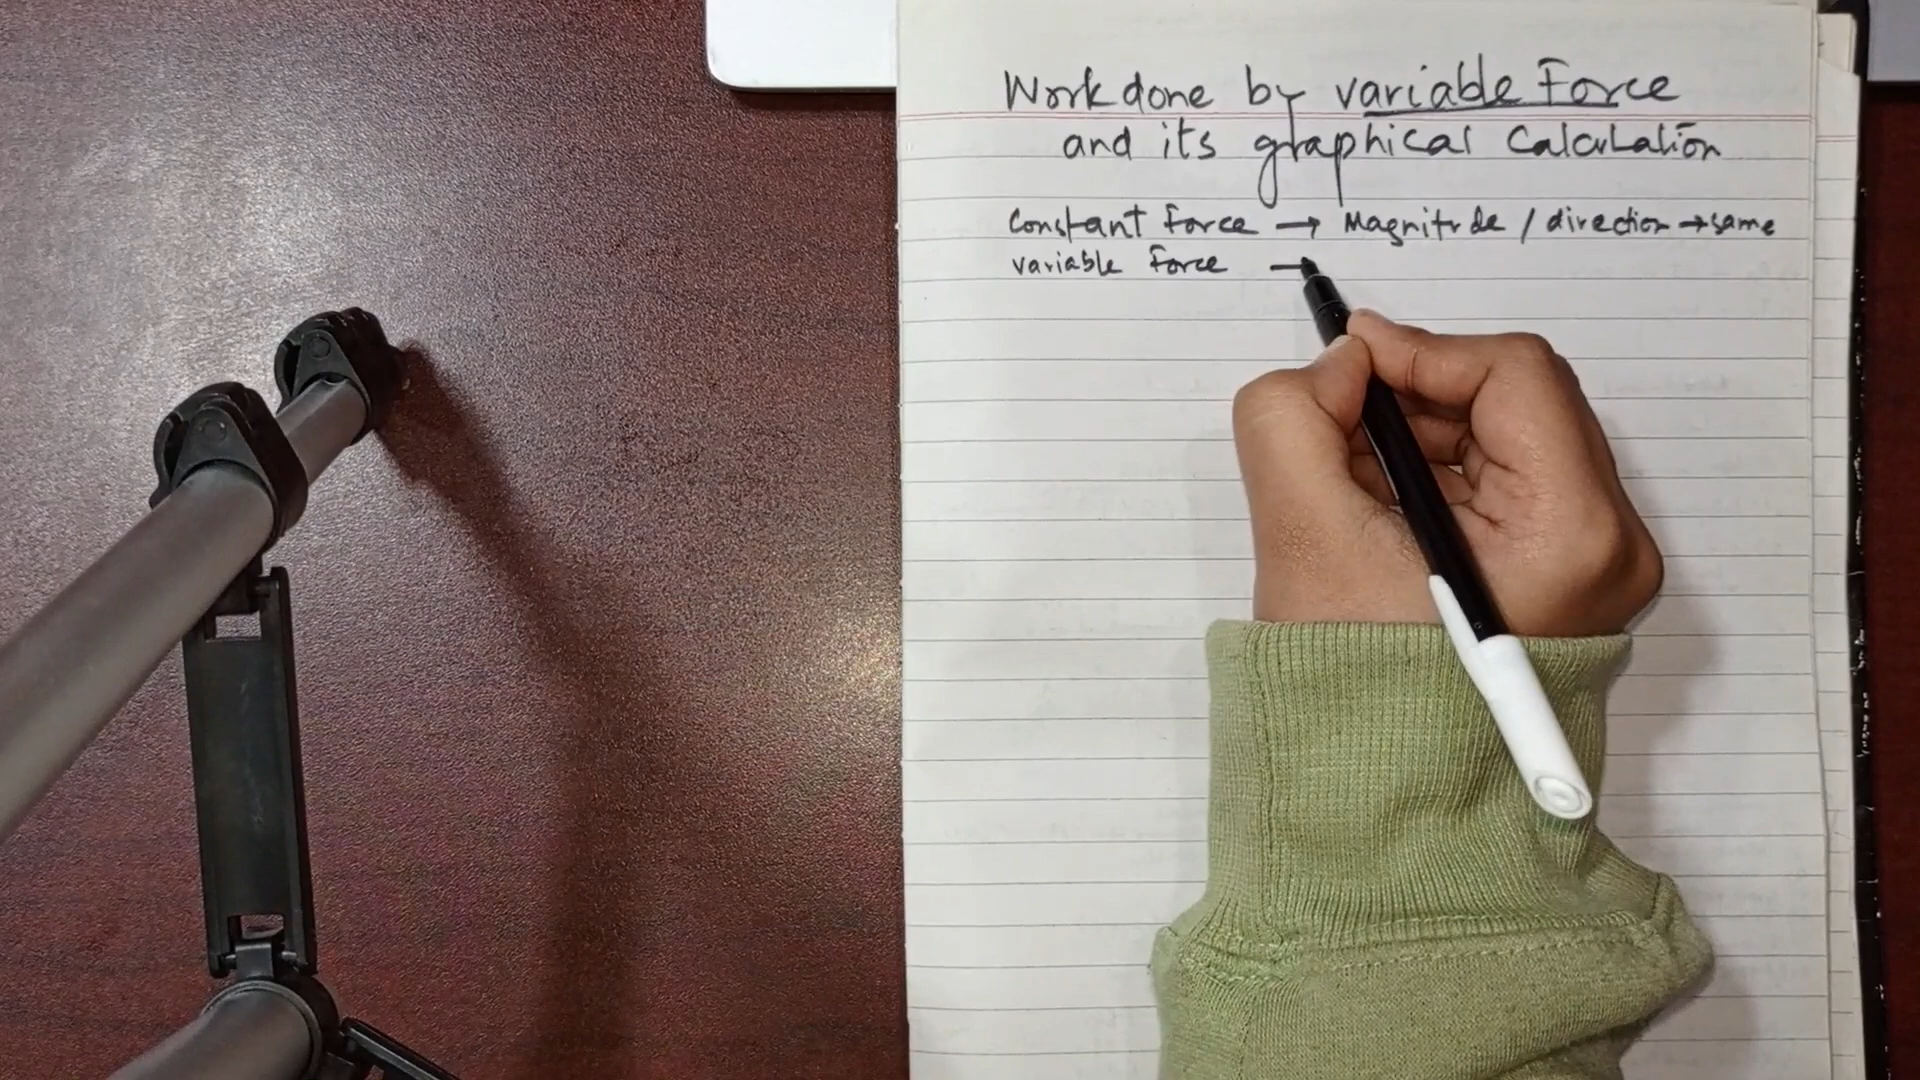 Work done by variable Force
and its graphical Calculation
Constant Force → Magnitude / direction → same
variable Force →